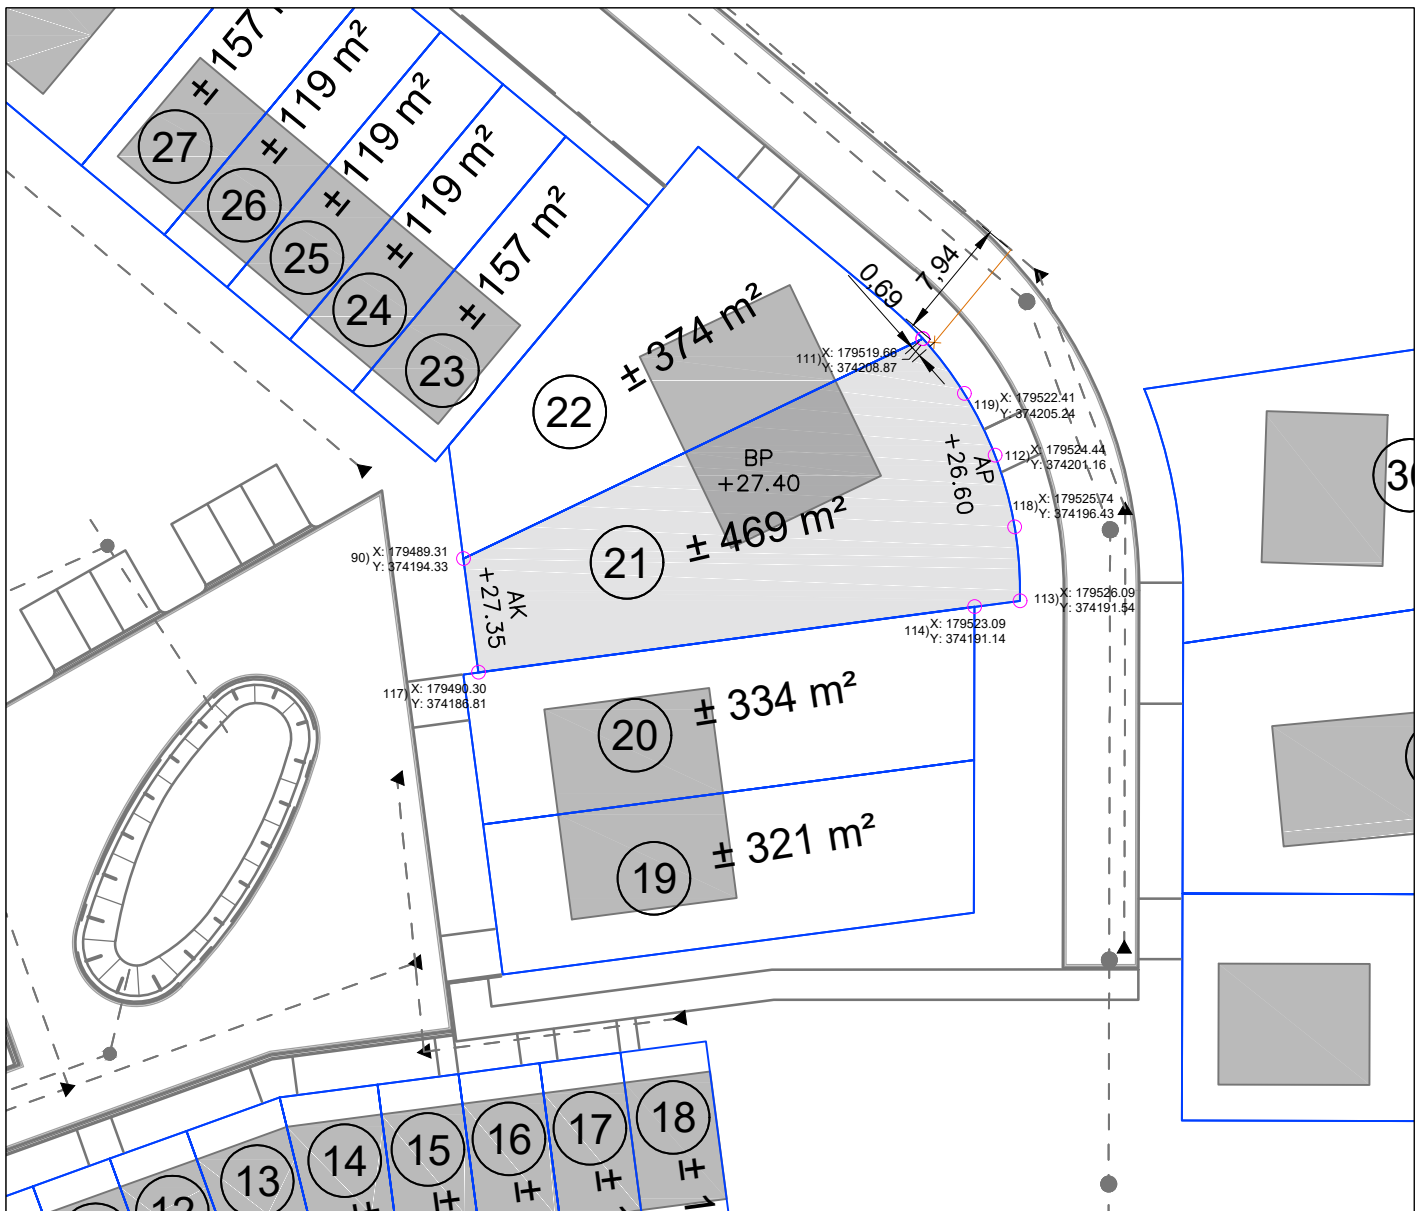 ± 157
± 119 m²
± 119 m²
± 119 m²
± 157 m²
27
26
25
24
23
7,94
0,69
± 374 m²
111) X: 179519.66
Y: 374208.87
22
119) X: 179522.41
Y: 374205.24
AP
+26.60
112) X: 179524.44
Y: 374201.16
BP
+27.40
118) X: 179525.74
Y: 374196.43
± 469 m²
21
90) X: 179489.31
Y: 374194.33
AK
+27.35
113) X: 179526.09
Y: 374191.54
114) X: 179523.09
Y: 374191.14
117) X: 179490.30
Y: 374186.81
± 334 m²
20
± 321 m²
19
18
17
16
15
14
13
12
±
±
±
±
±